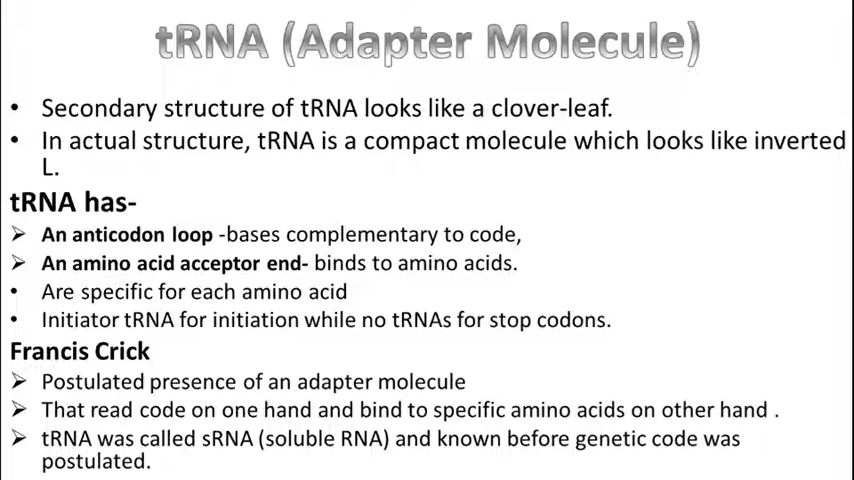 tRNA (Adapter Molecule)
• Secondary structure of tRNA looks like a clover-leaf.
• In actual structure, tRNA is a compact molecule which looks like inverted
L.
tRNA has-
➢ An anticodon loop -bases complementary to code,
➢ An amino acid acceptor end- binds to amino acids.
• Are specific for each amino acid
• Initiator tRNA for initiation while no tRNAs for stop codons.
Francis Crick
➢ Postulated presence of an adapter molecule
➢ That read code on one hand and bind to specific amino acids on other hand .
➢ tRNA was called sRNA (soluble RNA) and known before genetic code was
postulated.